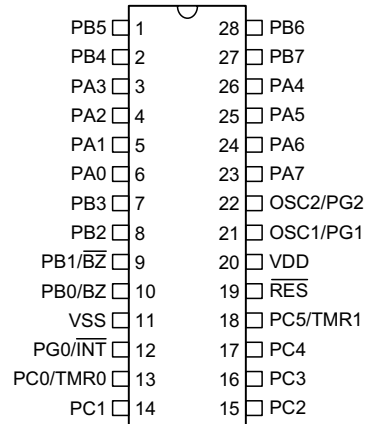 PB5 1 28 PB6
PB4 2 27 PB7
PA3 3 26 PA4
PA2 4 25 PA5
PA1 5 24 PA6
PA0 6 23 PA7
PB3 7 22 OSC2/PG2
PB2 8 21 OSC1/PG1
PB1/B̅Z̅ 9 20 VDD
PB0/BZ 10 19 R̅E̅S̅
VSS 11 18 PC5/TMR1
PG0/I̅N̅T̅ 12 17 PC4
PC0/TMR0 13 16 PC3
PC1 14 15 PC2